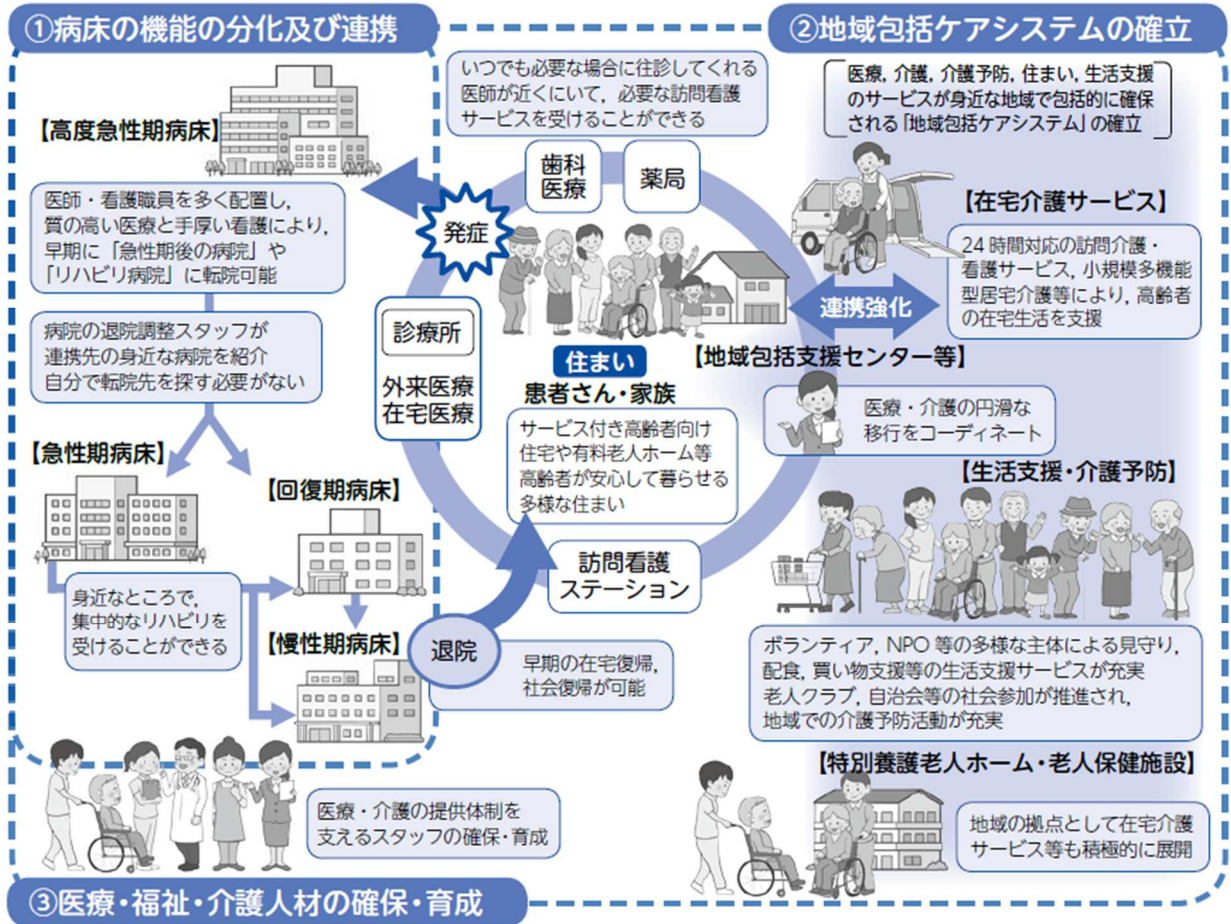 ①病床の機能の分化及び連携
【高度急性期病床】
医師・看護職員を多く配置し，
質の高い医療と手厚い看護により，
早期に「急性期後の病院」や
「リハビリ病院」に転院可能
病院の退院調整スタッフが
連携先の身近な病院を紹介
自分で転院先を探す必要がない
【急性期病床】
【回復期病床】
身近なところで，
集中的なリハビリを
受けることができる
【慢性期病床】
いつでも必要な場合に往診してくれる
医師が近くにいて，必要な訪問看護
サービスを受けることができる
歯科
医療
薬局
発症
診療所
外来医療
在宅医療
住まい
患者さん・家族
サービス付き高齢者向け
住宅や有料老人ホーム等
高齢者が安心して暮らせる
多様な住まい
訪問看護
ステーション
退院
早期の在宅復帰，
社会復帰が可能
②地域包括ケアシステムの確立
医療，介護，介護予防，住まい，生活支援
のサービスが身近な地域で包括的に確保
される「地域包括ケアシステム」の確立
【在宅介護サービス】
24時間対応の訪問介護・
看護サービス，小規模多機能
型居宅介護等により，高齢者
の在宅生活を支援
連携強化
【地域包括支援センター等】
医療・介護の円滑な
移行をコーディネート
【生活支援・介護予防】
ボランティア，NPO等の多様な主体による見守り，
配食，買い物支援等の生活支援サービスが充実
老人クラブ，自治会等の社会参加が推進され，
地域での介護予防活動が充実
【特別養護老人ホーム・老人保健施設】
地域の拠点として在宅介護
サービス等も積極的に展開
医療・介護の提供体制を
支えるスタッフの確保・育成
③医療・福祉・介護人材の確保・育成